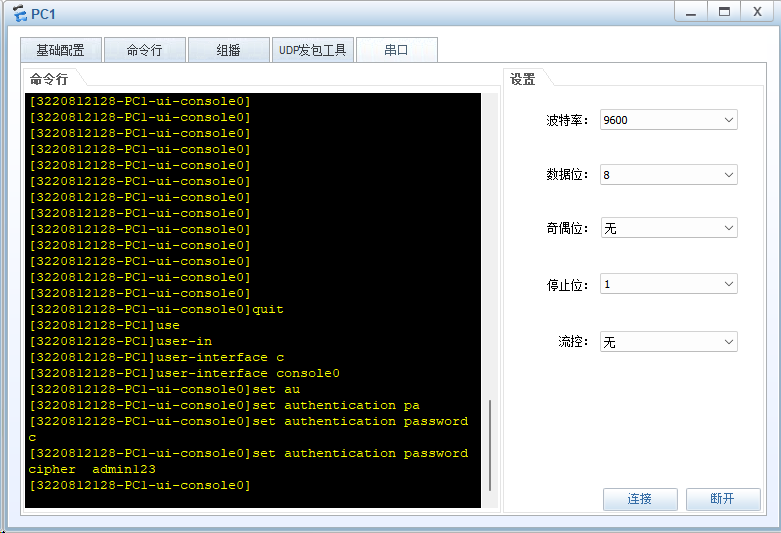 PC1
基础配置
命令行
组播
UDP发包工具
串口
命令行
[3220812128-PC1-ui-console0]
[3220812128-PC1-ui-console0]
[3220812128-PC1-ui-console0]
[3220812128-PC1-ui-console0]
[3220812128-PC1-ui-console0]
[3220812128-PC1-ui-console0]
[3220812128-PC1-ui-console0]
[3220812128-PC1-ui-console0]
[3220812128-PC1-ui-console0]
[3220812128-PC1-ui-console0]
[3220812128-PC1-ui-console0]
[3220812128-PC1-ui-console0]
[3220812128-PC1-ui-console0]
[3220812128-PC1-ui-console0]quit
[3220812128-PC1]use
[3220812128-PC1]user-in
[3220812128-PC1]user-interface c
[3220812128-PC1]user-interface console0
[3220812128-PC1-ui-console0]set au
[3220812128-PC1-ui-console0]set authentication pa
[3220812128-PC1-ui-console0]set authentication password
c
[3220812128-PC1-ui-console0]set authentication password
cipher  admin123
[3220812128-PC1-ui-console0]
设置
波特率： 9600
数据位： 8
奇偶位： 无
停止位： 1
流控： 无
连接
断开